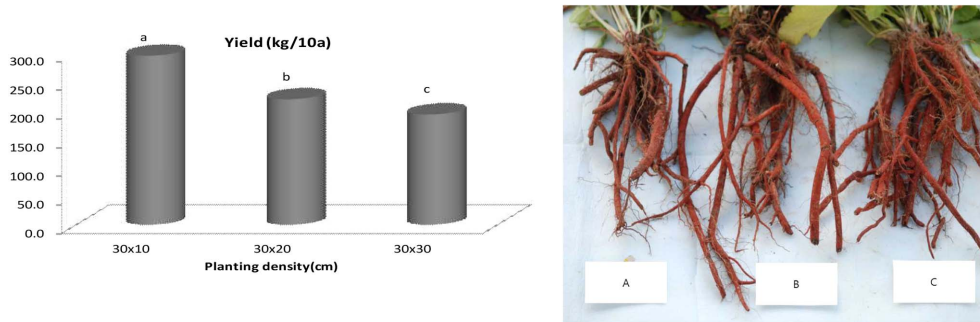 Yield (kg/10a)
a
b
c
300.0
250.0
200.0
150.0
100.0
50.0
0.0
30x10
30x20
30x30
Planting density(cm)
A
B
C